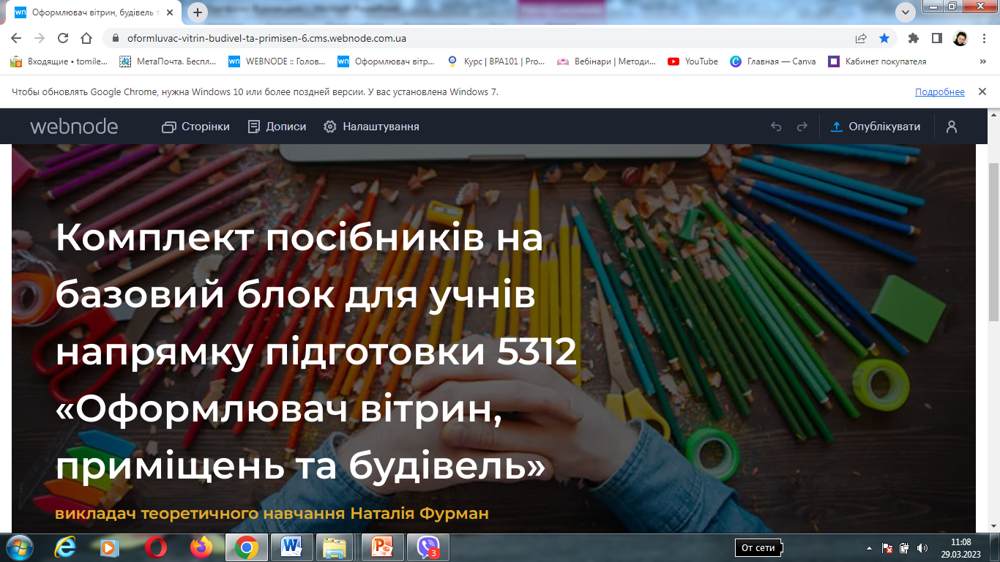 Оформлювач вітрин, будівель т
oformluvac-vitrin-budivel-ta-primisen-6.cms.webnode.com.ua
Входящие • tomile...
МетаПочта. Беспл...
WEBNODE :: Голов...
Оформлювач вітр...
Курс | BPA101 | Pro...
Вебінари | Методи...
YouTube
Главная — Canva
Кабинет покупателя
»
Чтобы обновлять Google Chrome, нужна Windows 10 или более поздней версии. У вас установлена Windows 7.
Подробнее
webnode
Сторінки
Дописи
Налаштування
Опублікувати
Комплект посібників на
базовий блок для учнів
напрямку підготовки 5312
«Оформлювач вітрин,
приміщень та будівель»
викладач теоретичного навчання Наталія Фурман
3
От сети
11:08
29.03.2023